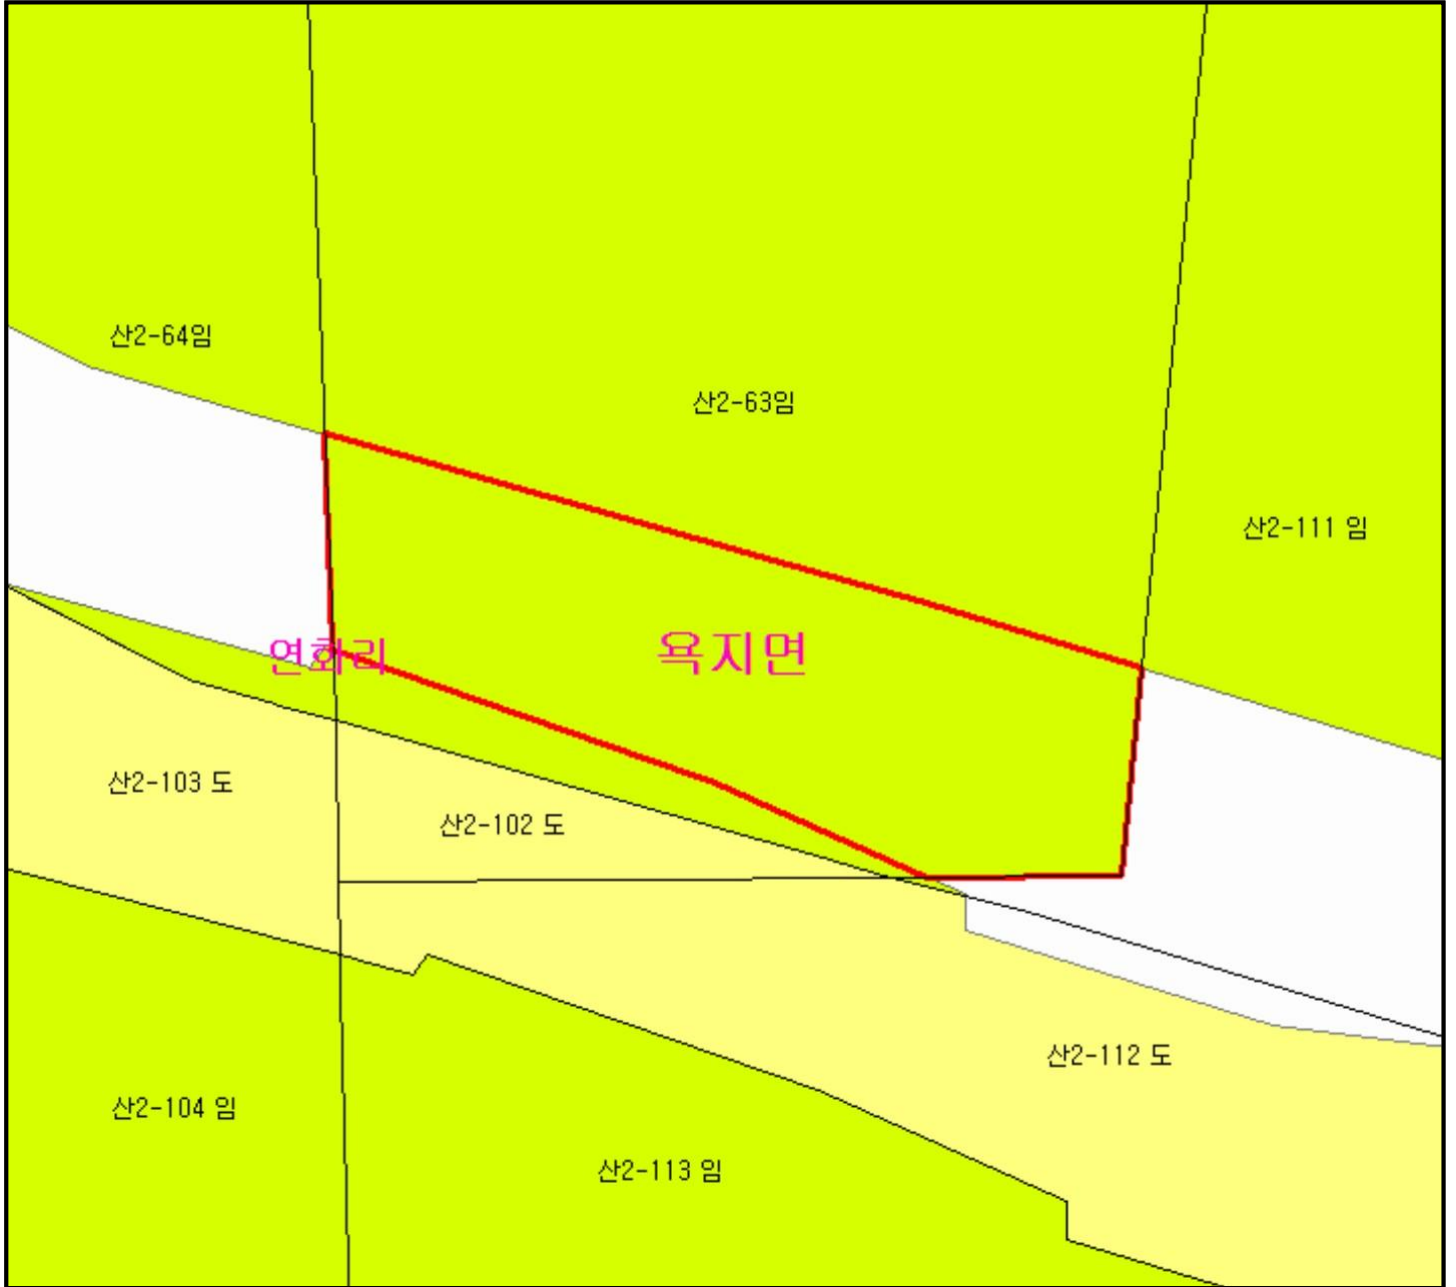 산2-64임
산2-63임
산2-111 임
연화리
욕지면
산2-103 도
산2-102 도
산2-112 도
산2-104 임
산2-113 임